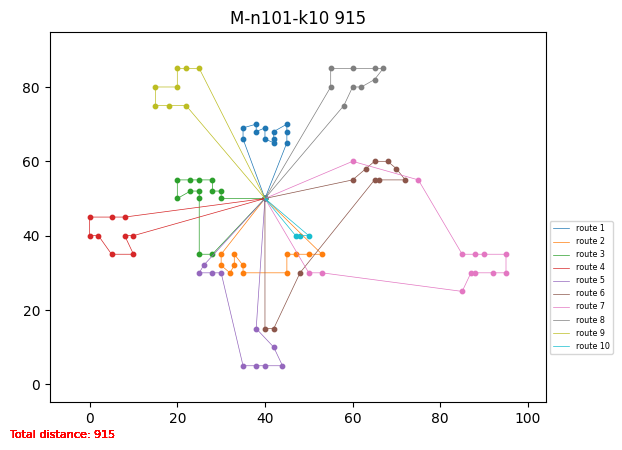 M-n101-k10 915
80
60
40
20
0
0 20 40 60 80 100
route 1
route 2
route 3
route 4
route 5
route 6
route 7
route 8
route 9
route 10
Total distance: 915